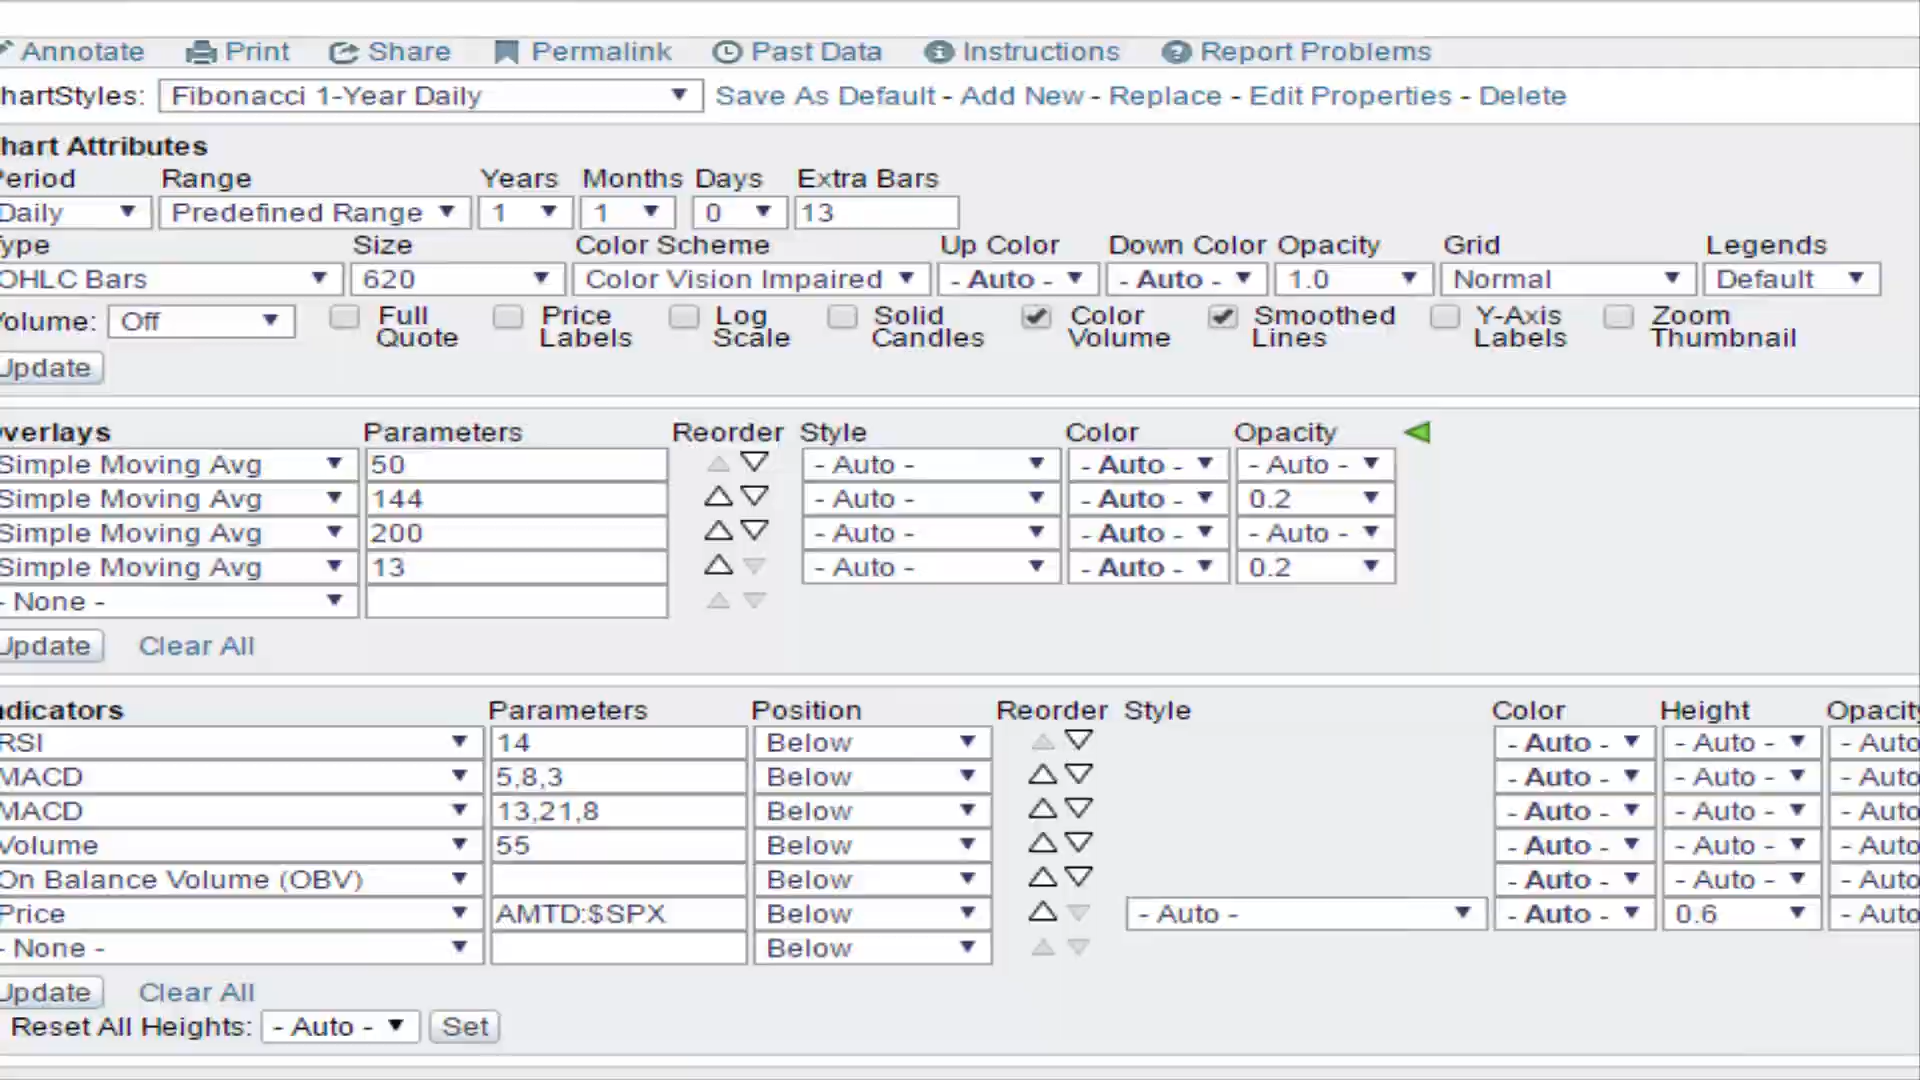 Annotate Print Share Permalink Past Data Instructions Report Problems
hartStyles: Fibonacci 1-Year Daily Save As Default - Add New - Replace - Edit Properties - Delete
hart Attributes
eriod Range Years Months Days Extra Bars
Daily Predefined Range 1 1 0 13
ype Size Color Scheme Up Color Down Color Opacity Grid Legends
OHLC Bars 620 Color Vision Impaired - Auto - - Auto - 1.0 Normal Default
olume: Off Full Quote Price Labels Log Scale Solid Candles Color Volume Smoothed Lines Y-Axis Labels Zoom Thumbnail
Update
verlays Parameters Reorder Style Color Opacity
Simple Moving Avg 50 - Auto - - Auto - - Auto -
Simple Moving Avg 144 - Auto - - Auto - 0.2
Simple Moving Avg 200 - Auto - - Auto - - Auto -
Simple Moving Avg 13 - Auto - - Auto - 0.2
- None -
Update Clear All
dicators Parameters Position Reorder Style Color Height Opacity
RSI 14 Below - Auto - - Auto - - Auto
MACD 5,8,3 Below - Auto - - Auto - - Auto
MACD 13,21,8 Below - Auto - - Auto - - Auto
Volume 55 Below - Auto - - Auto - - Auto
On Balance Volume (OBV) Below - Auto - - Auto - - Auto
Price AMTD:$SPX Below - Auto - - Auto - 0.6 - Auto
- None - Below
Update Clear All
Reset All Heights: - Auto - Set